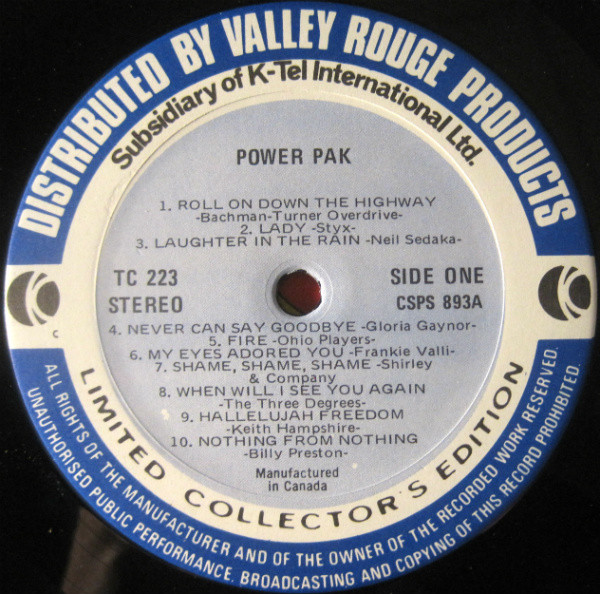 DISTRIBUTED BY VALLEY ROUGE PRODUCTS
Subsidiary of K-Tel International Ltd.
POWER PAK
1. ROLL ON DOWN THE HIGHWAY
-Bachman-Turner Overdrive-
2. LADY -Styx-
3. LAUGHTER IN THE RAIN -Neil Sedaka-
TC 223
STEREO
SIDE ONE
CSPS 893A
4. NEVER CAN SAY GOODBYE -Gloria Gaynor-
5. FIRE -Ohio Players-
6. MY EYES ADORED YOU -Frankie Valli-
7. SHAME, SHAME, SHAME -Shirley
& Company
8. WHEN WILL I SEE YOU AGAIN
-The Three Degrees-
9. HALLELUJAH FREEDOM
-Keith Hampshire-
10. NOTHING FROM NOTHING
-Billy Preston-
Manufactured
in Canada
C
LIMITED COLLECTOR'S EDITION
ALL RIGHTS OF THE MANUFACTURER AND OF THE OWNER OF THE RECORDED WORK RESERVED.
UNAUTHORISED PUBLIC PERFORMANCE, BROADCASTING AND COPYING OF THIS RECORD PROHIBITED.